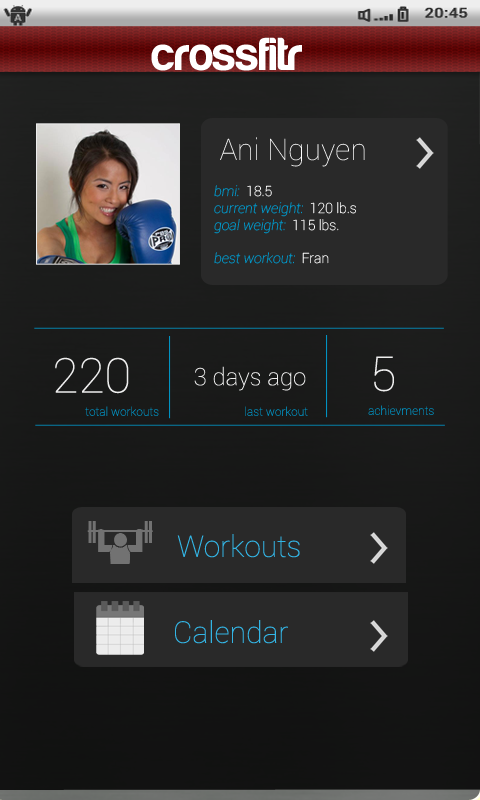 20:45
crossfitr
Ani Nguyen
bmi: 18.5
current weight: 120 lb.s
goal weight: 115 lbs.
best workout: Fran
PRO
220
total workouts
3 days ago
last workout
5
achievments
Workouts
Calendar